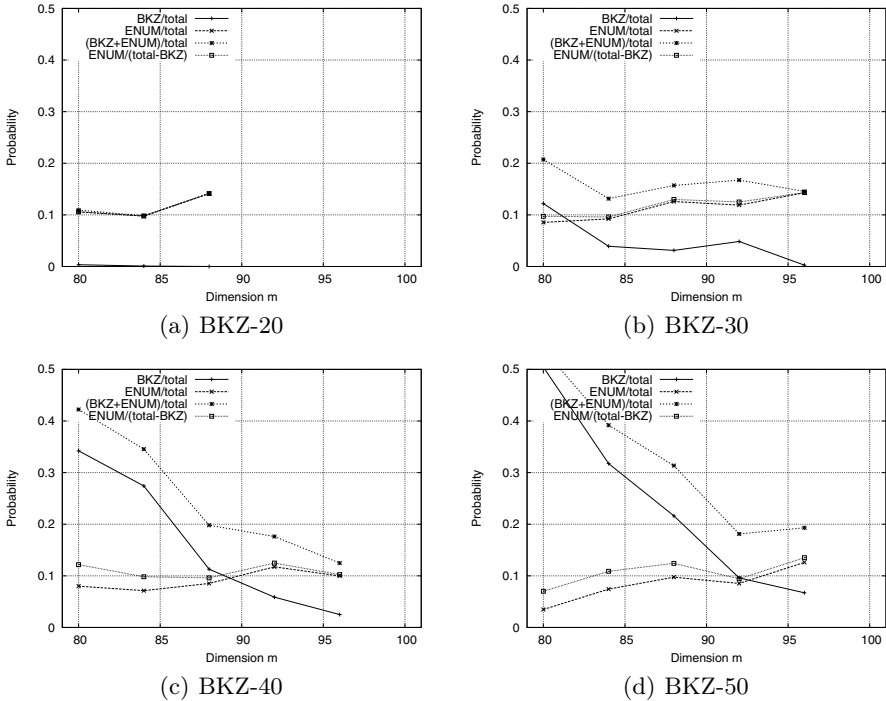 0.5
0.4
0.3
0.2
0.1
0
Probability
BKZ/total
ENUM/total
(BKZ+ENUM)/total
ENUM/(total-BKZ)
80 85 90 95 100
Dimension m
(a) BKZ-20
0.5
0.4
0.3
0.2
0.1
0
Probability
BKZ/total
ENUM/total
(BKZ+ENUM)/total
ENUM/(total-BKZ)
80 85 90 95 100
Dimension m
(b) BKZ-30
0.5
0.4
0.3
0.2
0.1
0
Probability
BKZ/total
ENUM/total
(BKZ+ENUM)/total
ENUM/(total-BKZ)
80 85 90 95 100
Dimension m
(c) BKZ-40
0.5
0.4
0.3
0.2
0.1
0
Probability
BKZ/total
ENUM/total
(BKZ+ENUM)/total
ENUM/(total-BKZ)
80 85 90 95 100
Dimension m
(d) BKZ-50